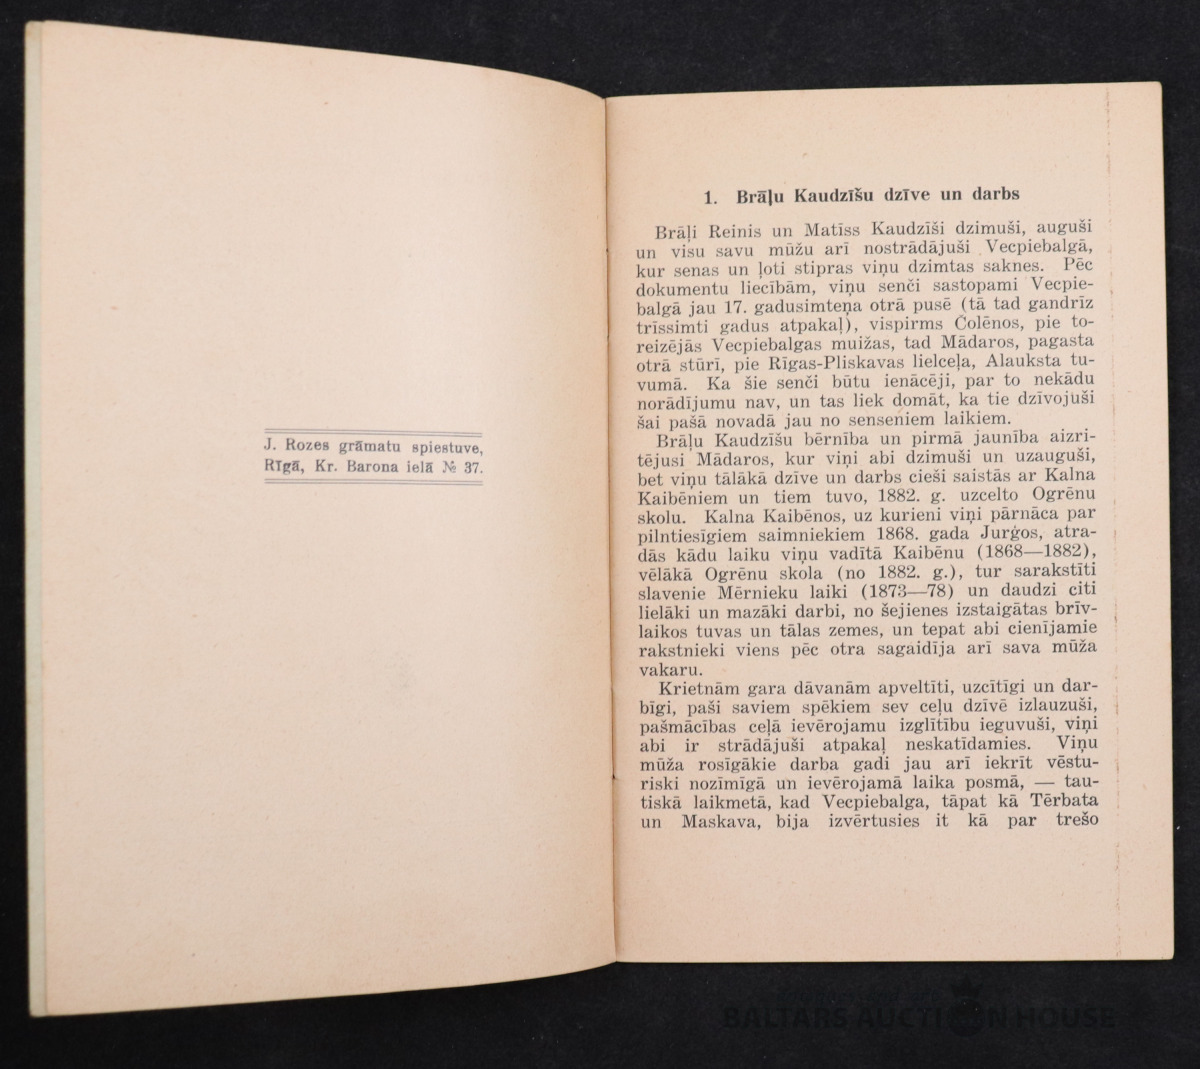 J. Rozes grāmatu spiestuve,
Rīgā, Kr. Barona ielā № 37.
1. Brāļu Kaudzīšu dzīve un darbs
Brāļi Reinis un Matīss Kaudzīši dzimuši, auguši
un visu savu mūžu arī nostrādājuši Vecpiebalgā,
kur senas un ļoti stipras viņu dzimtas saknes. Pēc
dokumentu liecībām, viņu senči sastopami Vecpie-
balgā jau 17. gadusimteņa otrā pusē (tā tad gandrīz
trīssimti gadus atpakaļ), vispirms Colēnos, pie to-
reizējās Vecpiebalgas muižas, tad Mādaros, pagasta
otrā stūrī, pie Rīgas-Pliskavas lielceļa, Alauksta tu-
vumā. Ka šie senči būtu ienācēji, par to nekādu
norādījumu nav, un tas liek domāt, ka tie dzīvojuši
šai pašā novadā jau no senseniem laikiem.
Brāļu Kaudzīšu bērnība un pirmā jaunība aizri-
tējusi Mādaros, kur viņi abi dzimuši un uzauguši,
bet viņu tālākā dzīve un darbs cieši saistās ar Kalna
Kaibēniem un tiem tuvo, 1882. g. uzcelto Ogrēnu
skolu. Kalna Kaibēnos, uz kurieni viņi pārnāca par
pilntiesīgiem saimniekiem 1868. gada Jurģos, atra-
dās kādu laiku viņu vadītā Kaibēnu (1868—1882),
vēlākā Ogrēnu skola (no 1882. g.), tur sarakstīti
slavenie Mērnieku laiki (1873—78) un daudzi citi
lielāki un mazāki darbi, no šejienes izstaigātas brīv-
laikos tuvas un tālas zemes, un tepat abi cienījamie
rakstnieki viens pēc otra sagaidīja arī sava mūža
vakaru.
Krietnām gara dāvanām apveltīti, uzcītīgi un dar-
bīgi, paši saviem spēkiem sev ceļu dzīvē izlauzuši,
pašmācības ceļā ievērojamu izglītību ieguvuši, viņi
abi ir strādājuši atpakaļ neskatīdamies. Viņu
mūža rosīgākie darba gadi jau arī iekrīt vēstu-
riski nozīmīgā un ievērojamā laika posmā, — tau-
tiskā laikmetā, kad Vecpiebalga, tāpat kā Tērbata
un Maskava, bija izvērtusies it kā par trešo
BALTARS AUCTION HOUSE